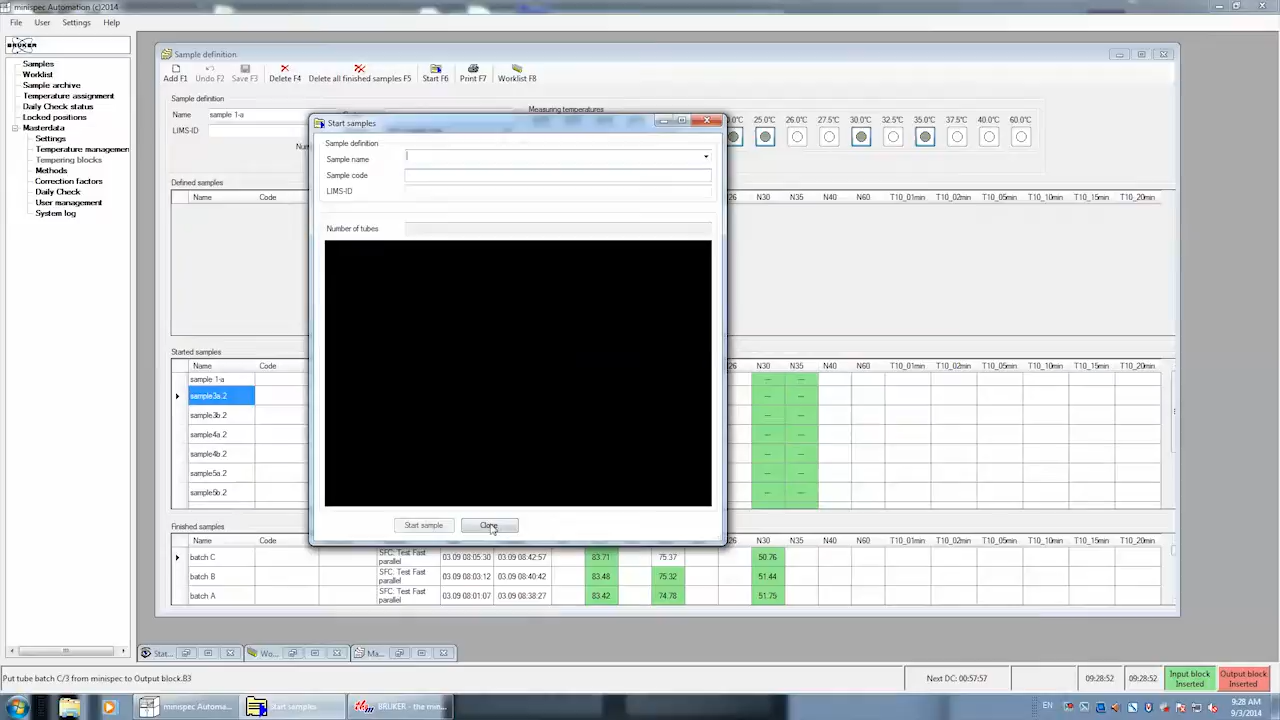 minispec Automation (c)2014
File User Settings Help
BRUKER
Samples
Worklist
Sample archive
Temperature assignment
Daily Check status
Locked positions
Masterdata
Settings
Temperature managemen
Tempering blocks
Methods
Correction factors
Daily Check
User management
System log
Sample definition
Add F1 Undo F2 Save F3 Delete F4 Delete all finished samples F5 Start F6 Print F7 Worklist F8
Sample definition
Name sample 1-a
LIMS-ID
Measuring temperatures
25.0°C 26.0°C 27.5°C 30.0°C 32.5°C 35.0°C 37.5°C 40.0°C 60.0°C
Defined samples
Name Code N30 N35 N40 N60 T10_01min T10_02min T10_05min T10_10min T10_15min T10_20min
Start samples
Sample definition
Sample name
Sample code
LIMS-ID
Number of tubes
Start sample Close
Started samples
Name Code N30 N35 N40 N60 T10_01min T10_02min T10_05min T10_10min T10_15min T10_20min
sample 1-a -- --
sample3a.2 -- --
sample3b.2 -- --
sample4a.2 -- --
sample4b.2 -- --
sample5a.2 -- --
sample5b.2 -- --
Finished samples
Name Code N30 N35 N40 N60 T10_01min T10_02min T10_05min T10_10min T10_15min T10_20min
batch C SFC: Test Fast parallel 03.09 08:05:30 03.09 08:42:57 83.71 75.37 50.76
batch B SFC: Test Fast parallel 03.09 08:03:12 03.09 08:40:42 83.48 75.32 51.44
batch A SFC: Test Fast parallel 03.09 08:01:07 03.09 08:38:27 83.42 74.78 51.75
Stat... Wo... Ma...
Put tube batch C/3 from minispec to Output block.B3
Next DC: 00:57:57
09:28:52 09:28:52
Input block Inserted
Output block Inserted
minispec Automa...
Start samples
BRUKER - the min...
EN
9:28 AM
9/3/2014